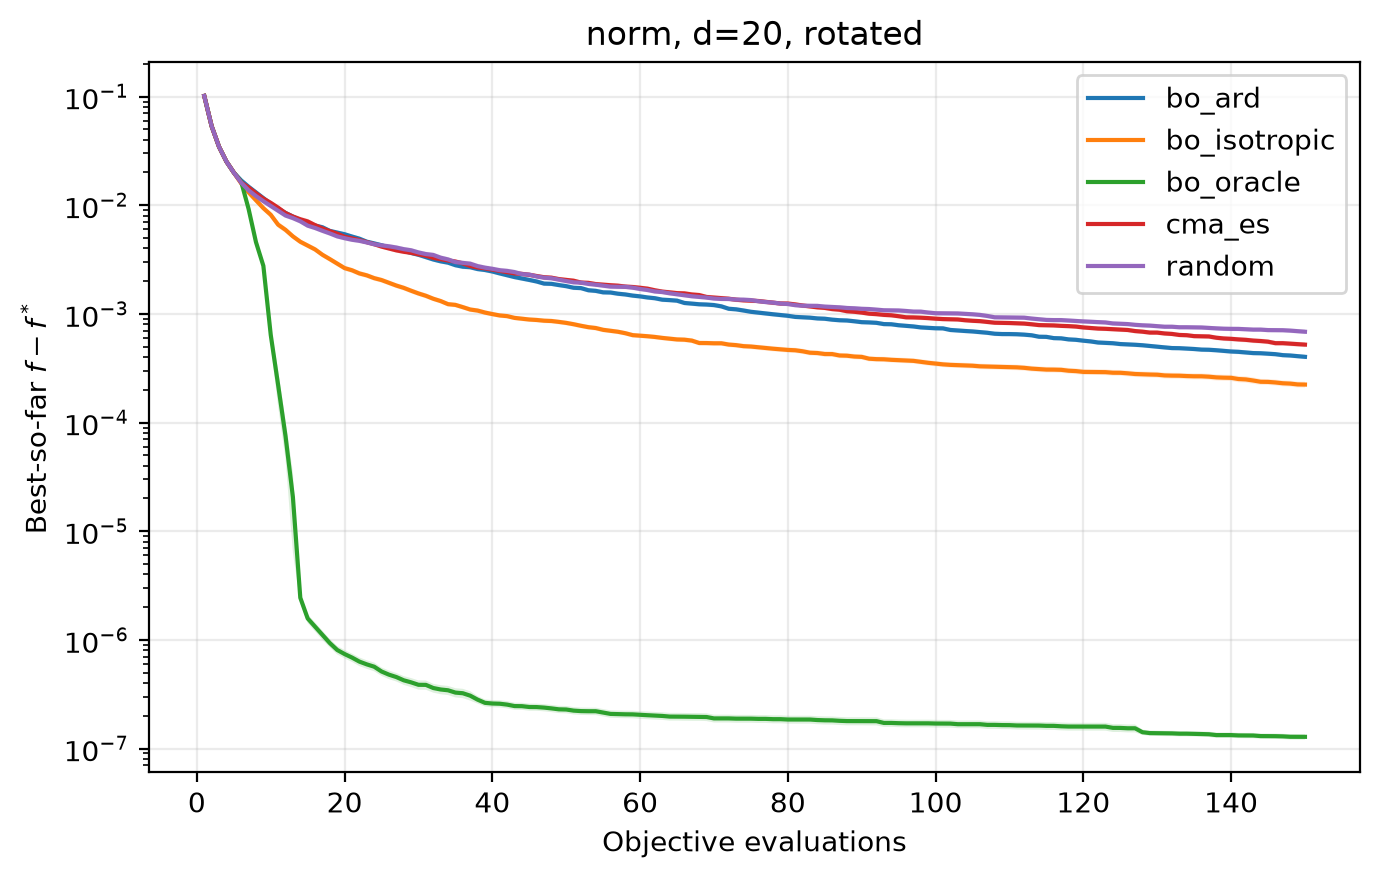 norm, d=20, rotated
Best-so-far f − f*
10⁻¹
10⁻²
10⁻³
10⁻⁴
10⁻⁵
10⁻⁶
10⁻⁷
bo_ard
bo_isotropic
bo_oracle
cma_es
random
0 20 40 60 80 100 120 140
Objective evaluations